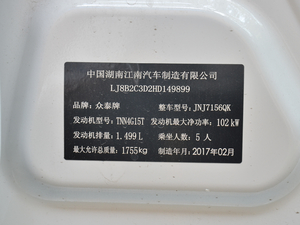 中国湖南江南汽车制造有限公司
LJ8B2C3D2HD149899
品牌：众泰牌 整车型号：JNJ7156QK
发动机型号：TNN4G15T 发动机最大净功率：102kW
发动机排量：1.499L 乘坐人数：5人
最大允许总质量：1755kg 制造年月：2017年02月